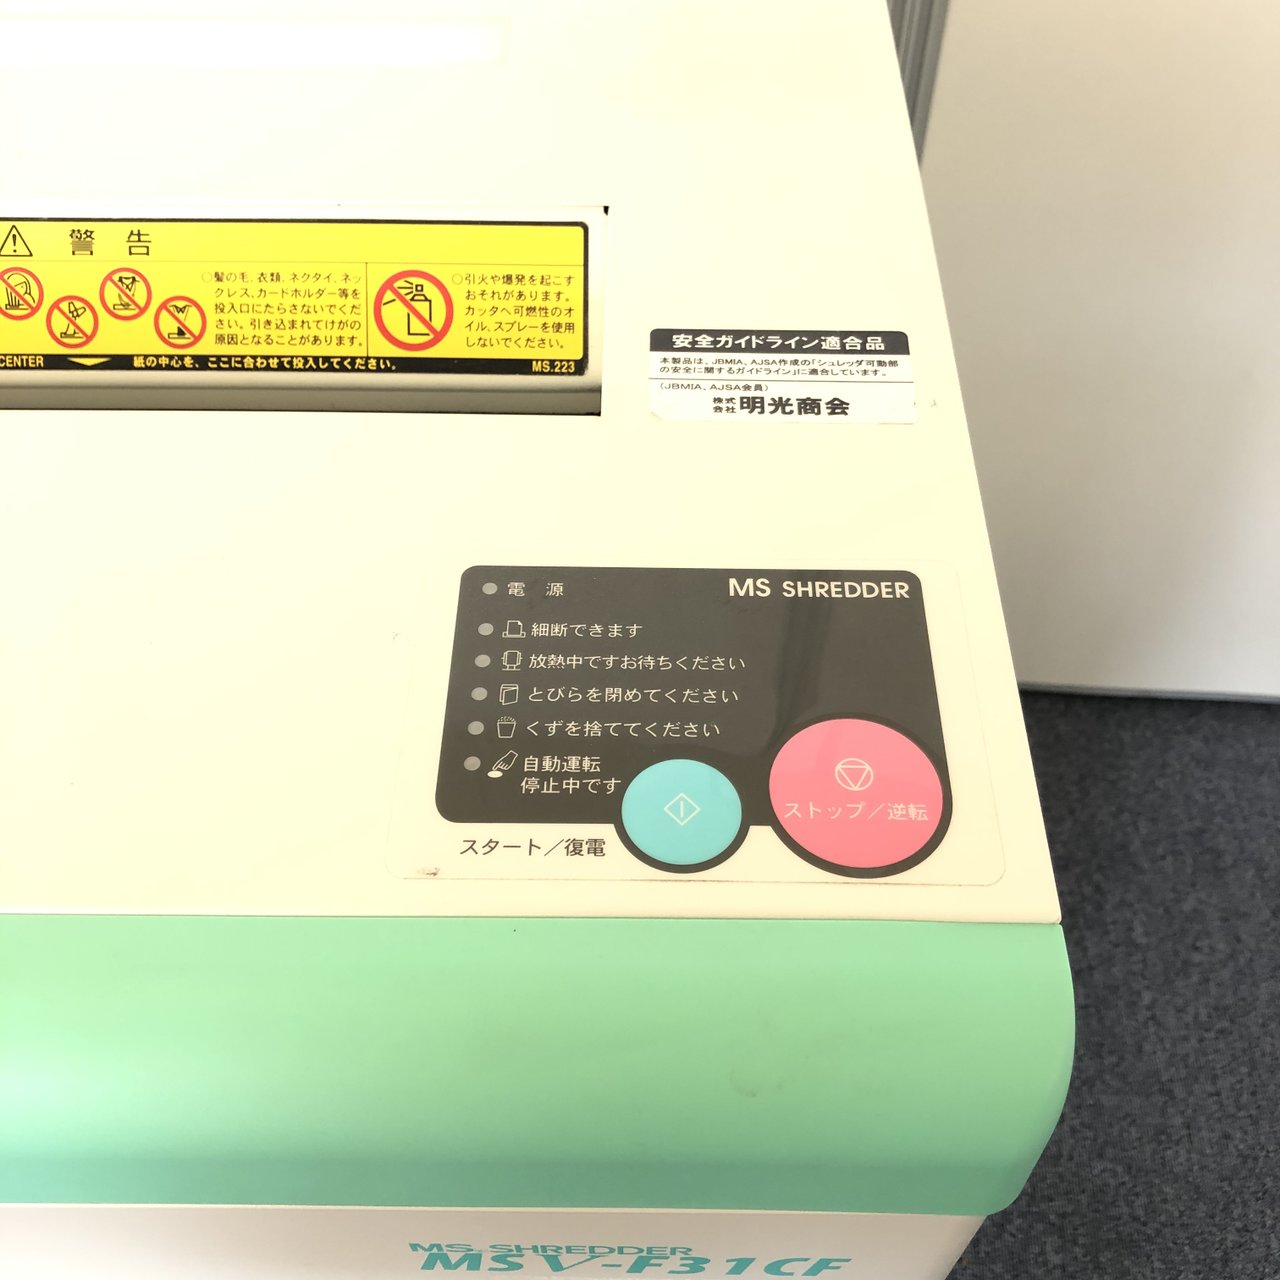 警告
○髪の毛、衣類、ネクタイ、ネッ
クレス、カードホルダー等を
投入口にたらさないでくだ
さい。引き込まれてけがの
原因となることがあります。
○引火や爆発を起こす
おそれがあります。
カッタへ可燃性のオ
イル、スプレーを使用
しないでください。
CENTER 紙の中心を、ここに合わせて投入してください。 MS.223
安全ガイドライン適合品
本製品は、JBMIA、AJSA作成の「シュレッダ可動部
の安全に関するガイドライン」に適合しています。
(JBMIA、AJSA会員)
株式会社 明光商会
電源 MS SHREDDER
細断できます
放熱中ですお待ちください
とびらを閉めてください
くずを捨ててください
自動運転
停止中です
ストップ/逆転
スタート/復電
MS SHREDDER
MSV-F31CF